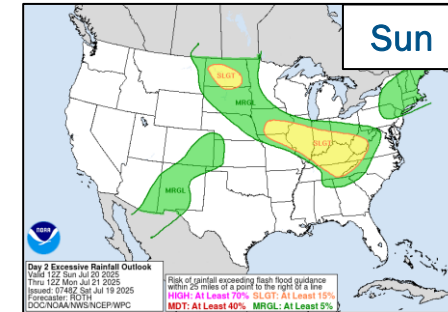 Sun
SLGT
MRGL
SLGT
MRGL
NOAA
Day 2 Excessive Rainfall Outlook
Valid 12Z Sun Jul 20 2025
Thru 12Z Mon Jul 21 2025
Issued: 0748Z Sat Jul 19 2025
Forecaster: ROTH
DOC/NOAA/NWS/NCEP/WPC
Risk of rainfall exceeding flash flood guidance
within 25 miles of a point to the right of a line
HIGH: At Least 70% SLGT: At Least 15%
MDT: At Least 40% MRGL: At Least 5%